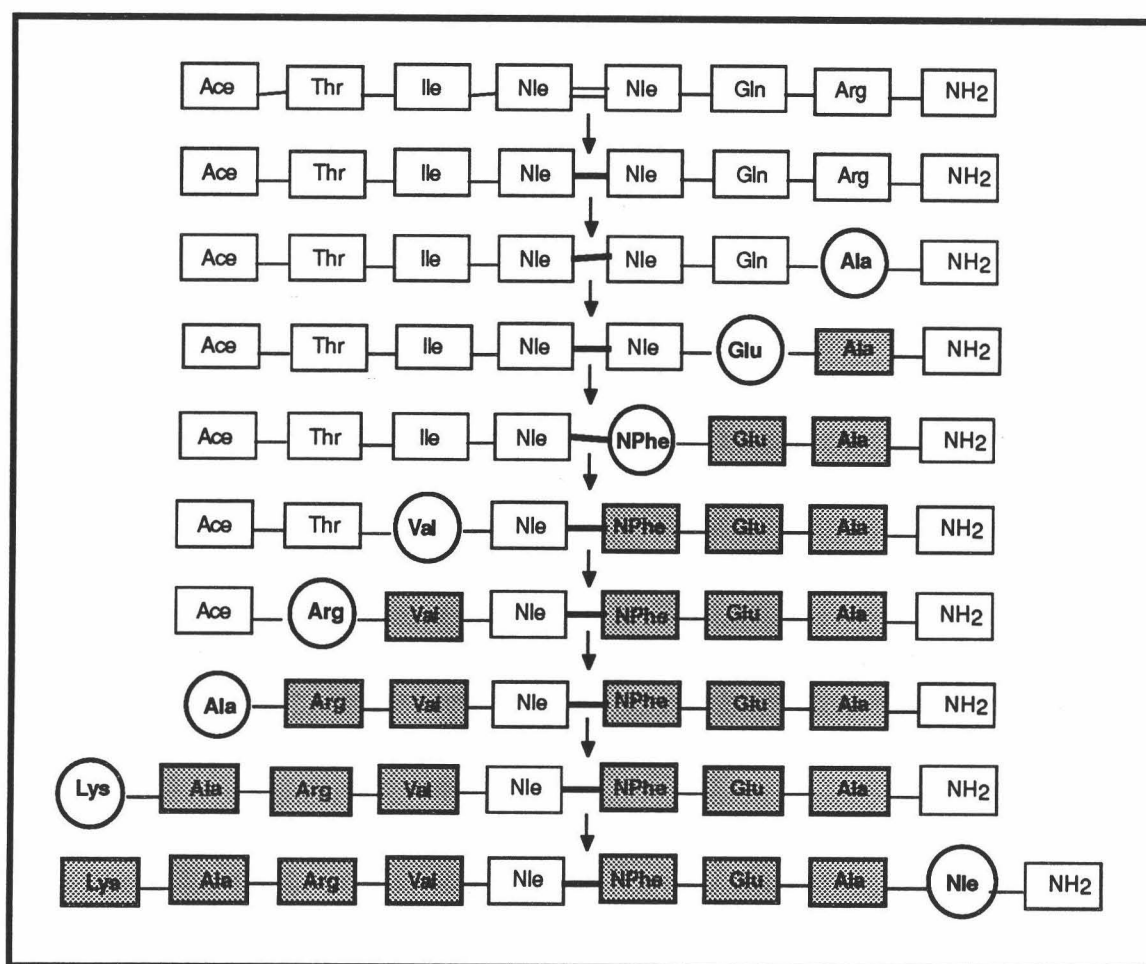 Ace Thr Ile Nle Nle Gln Arg NH2
Ace Thr Ile Nle Nle Gln Arg NH2
Ace Thr Ile Nle Nle Gln Ala NH2
Ace Thr Ile Nle Nle Glu Ala NH2
Ace Thr Ile Nle NPhe Glu Ala NH2
Ace Thr Val Nle NPhe Glu Ala NH2
Ace Arg Val Nle NPhe Glu Ala NH2
Ala Arg Val Nle NPhe Glu Ala NH2
Lys Ala Arg Val Nle NPhe Glu Ala NH2
Lys Ala Arg Val Nle NPhe Glu Ala Nle NH2